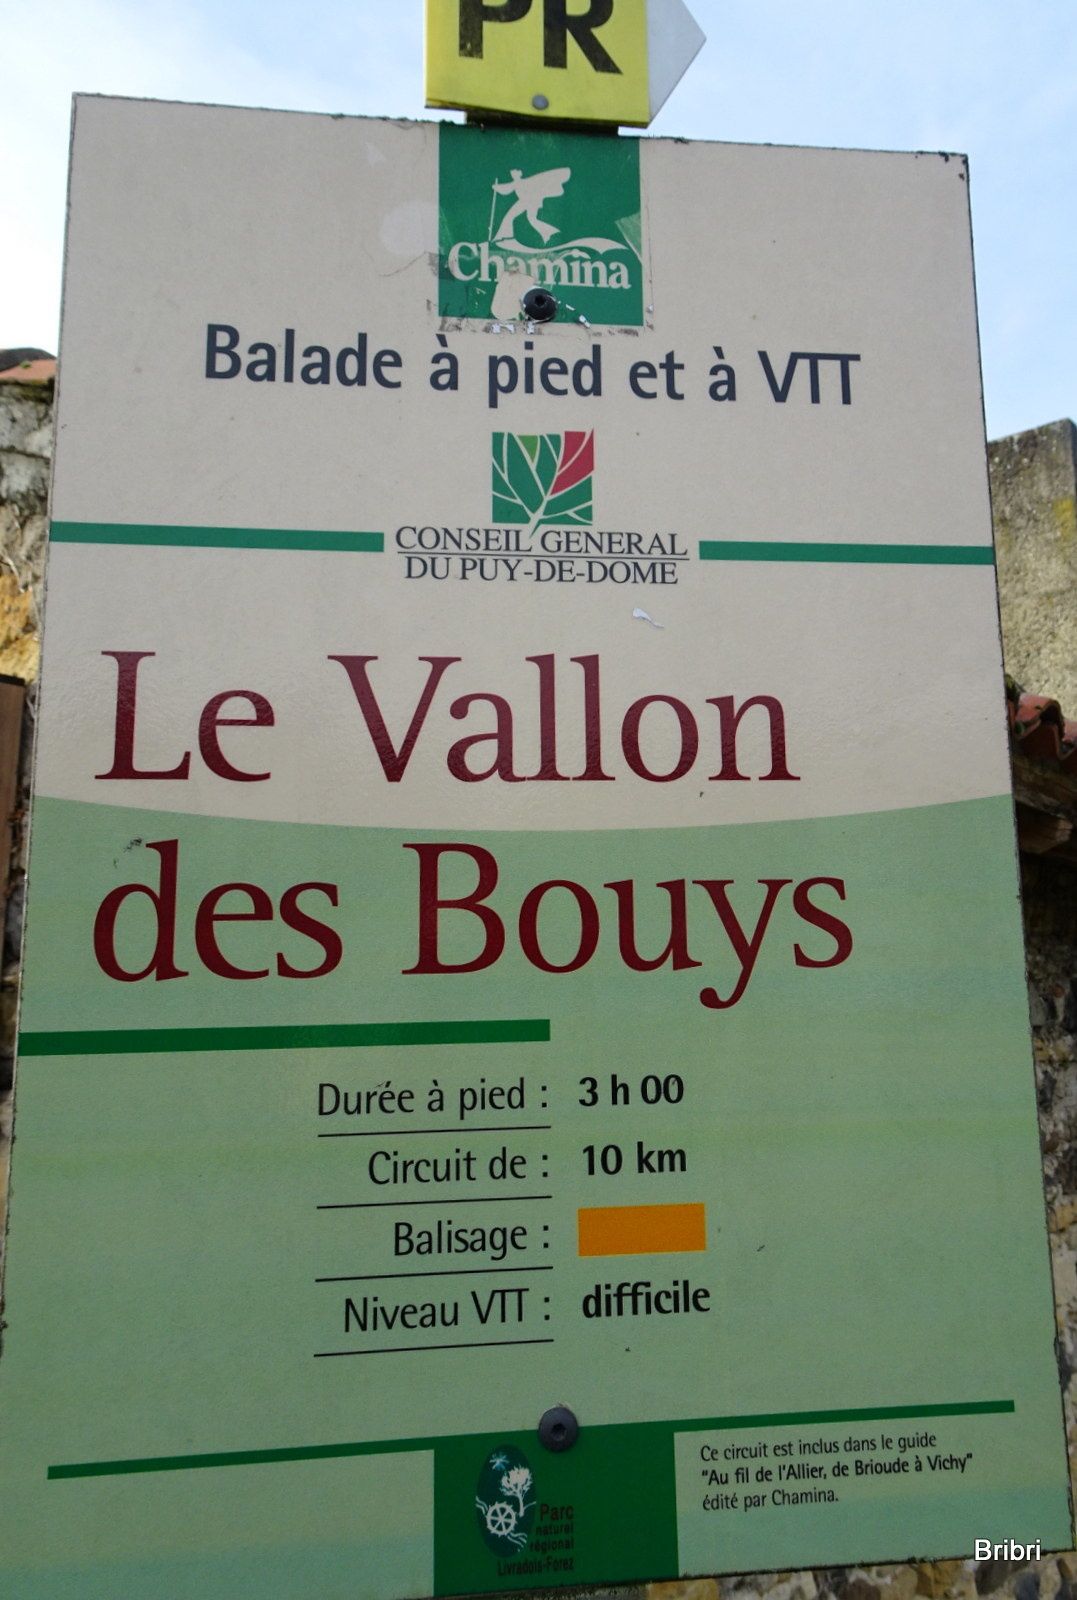 PR
Chamina
Balade à pied et à VTT
CONSEIL GENERAL
DU PUY-DE-DOME
Le Vallon
des Bouys
Durée à pied : 3 h 00
Circuit de : 10 km
Balisage :
Niveau VTT : difficile
Parc
naturel
régional
Livradois-Forez
Ce circuit est inclus dans le guide
"Au fil de l'Allier, de Brioude à Vichy"
édité par Chamina.
Bribri